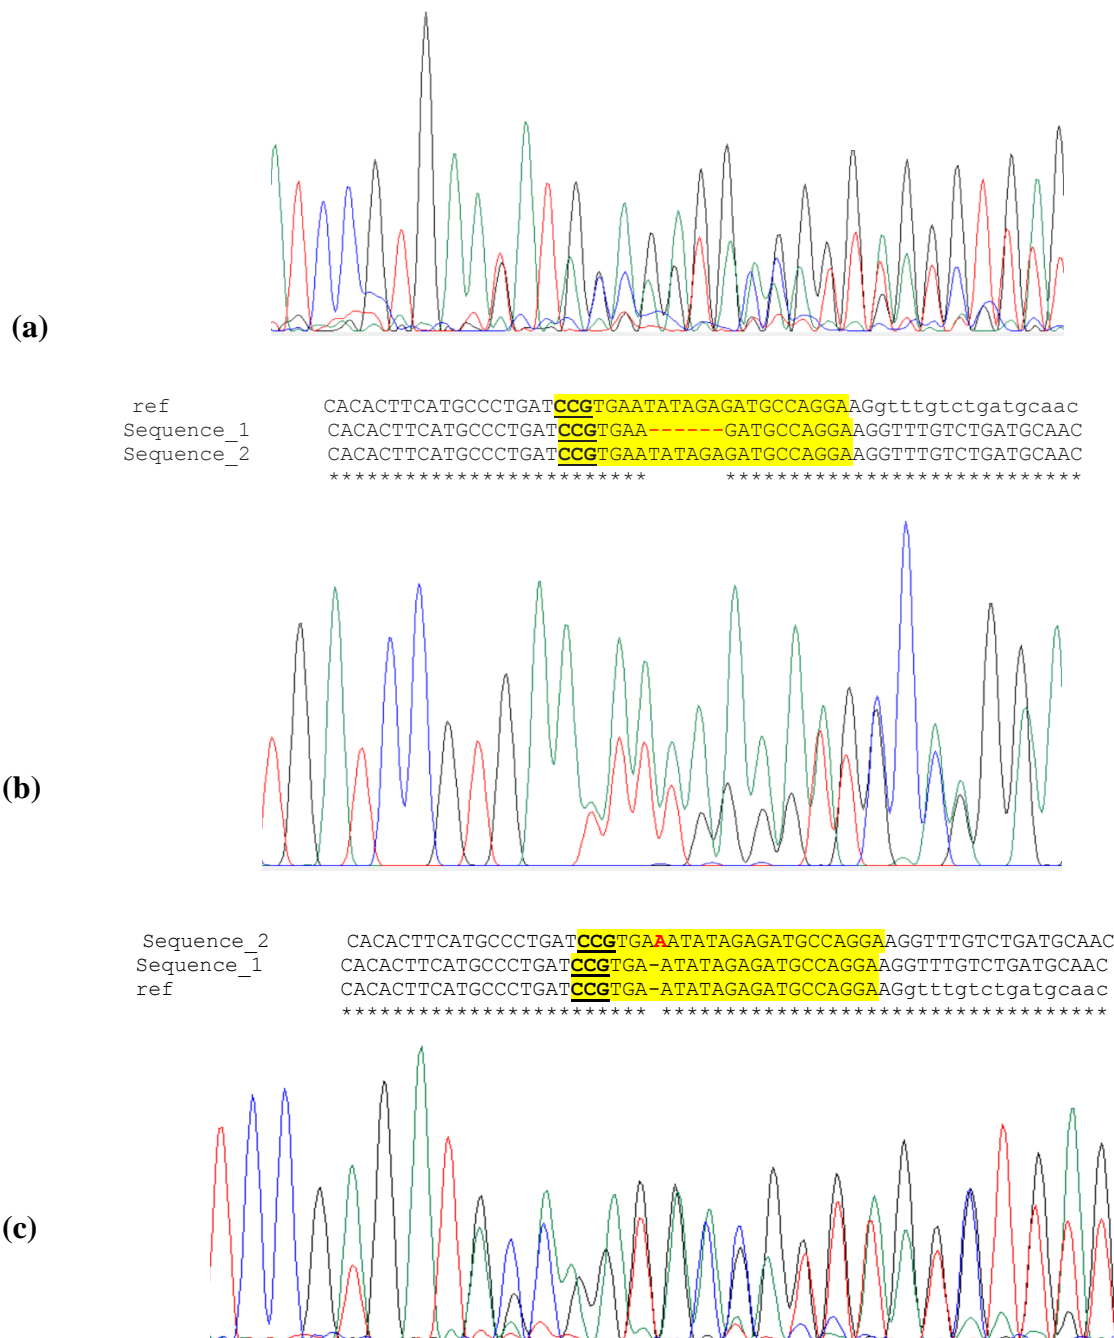 (a)
ref CACACTTCATGCCCTGATCCGTGAATATAGAGATGCCAGGAAGgtttgtctgatgcaac
Sequence_1 CACACTTCATGCCCTGATCCGTGAA------GATGCCAGGAAGGTTTGTCTGATGCAAC
Sequence_2 CACACTTCATGCCCTGATCCGTGAATATAGAGATGCCAGGAAGGTTTGTCTGATGCAAC
************************* ****************************
(b)
Sequence_2 CACACTTCATGCCCTGATCCGTGAAATATAGAGATGCCAGGAAGGTTTGTCTGATGCAAC
Sequence_1 CACACTTCATGCCCTGATCCGTGA-ATATAGAGATGCCAGGAAGGTTTGTCTGATGCAAC
ref CACACTTCATGCCCTGATCCGTGA-ATATAGAGATGCCAGGAAGgtttgtctgatgcaac
************************ ***********************************
(c)